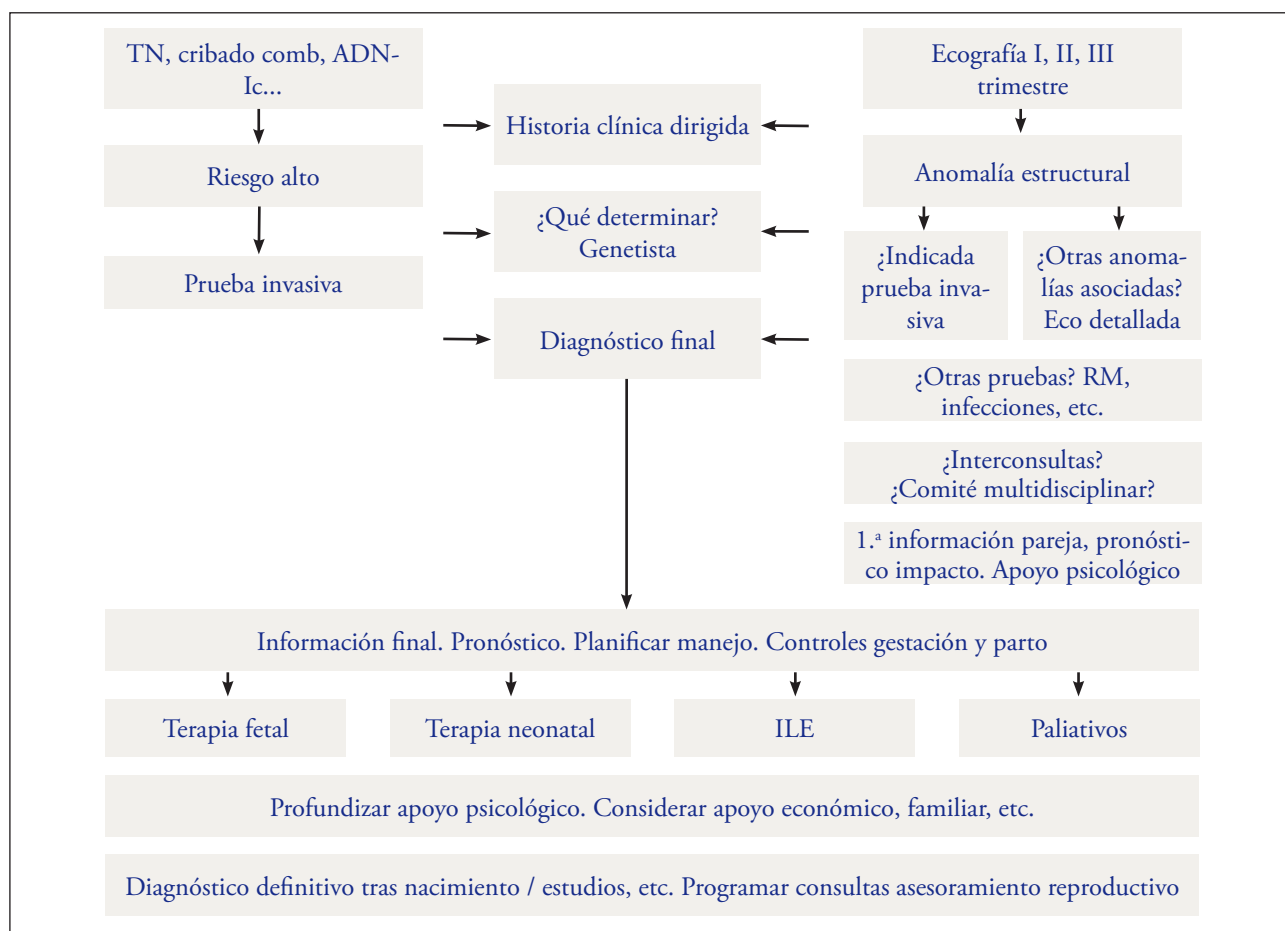 TN, cribado comb, ADN-
Ic...
Riesgo alto
Prueba invasiva
Historia clínica dirigida
¿Qué determinar?
Genetista
Diagnóstico final
Ecografía I, II, III
trimestre
Anomalía estructural
¿Indicada
prueba inva-
siva
¿Otras anoma-
lías asociadas?
Eco detallada
¿Otras pruebas? RM,
infecciones, etc.
¿Interconsultas?
¿Comité multidisciplinar?
1.ª información pareja, pronósti-
co impacto. Apoyo psicológico
Información final. Pronóstico. Planificar manejo. Controles gestación y parto
Terapia fetal
Terapia neonatal
ILE
Paliativos
Profundizar apoyo psicológico. Considerar apoyo económico, familiar, etc.
Diagnóstico definitivo tras nacimiento / estudios, etc. Programar consultas asesoramiento reproductivo